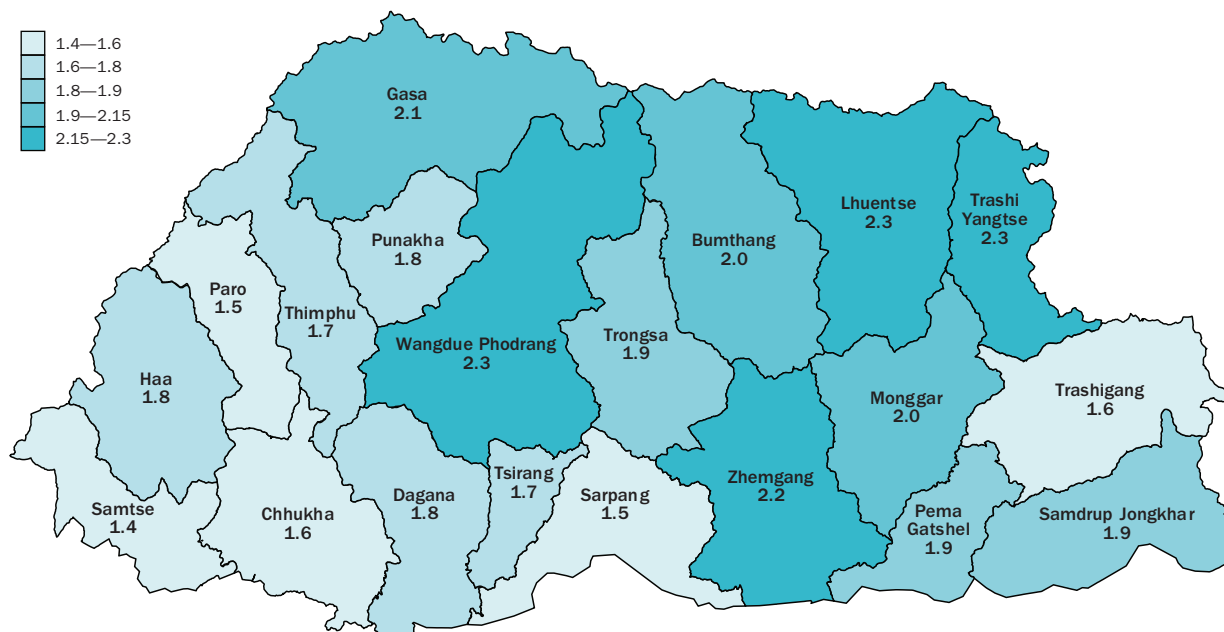 1.4—1.6
1.6—1.8
1.8—1.9
1.9—2.15
2.15—2.3
Gasa
2.1
Punakha
1.8
Paro
1.5
Thimphu
1.7
Haa
1.8
Wangdue Phodrang
2.3
Trongsa
1.9
Bumthang
2.0
Lhuentse
2.3
Trashi
Yangtse
2.3
Monggar
2.0
Trashigang
1.6
Samtse
1.4
Chhukha
1.6
Dagana
1.8
Tsirang
1.7
Sarpang
1.5
Zhemgang
2.2
Pema
Gatshel
1.9
Samdrup Jongkhar
1.9